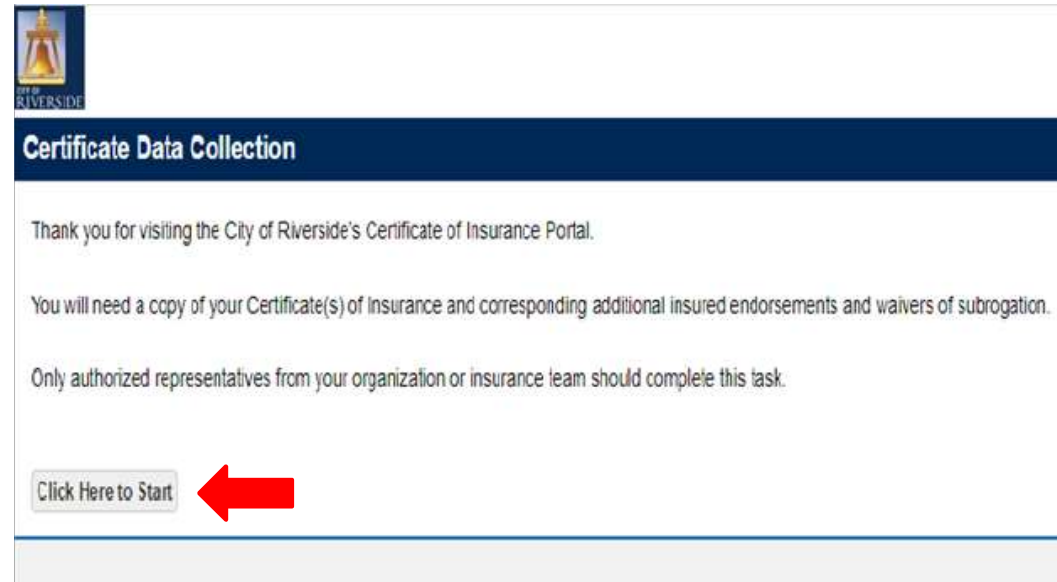 CITY OF
RIVERSIDE
Certificate Data Collection
Thank you for visiting the City of Riverside's Certificate of Insurance Portal.
You will need a copy of your Certificate(s) of Insurance and corresponding additional insured endorsements and waivers of subrogation.
Only authorized representatives from your organization or insurance team should complete this task.
Click Here to Start